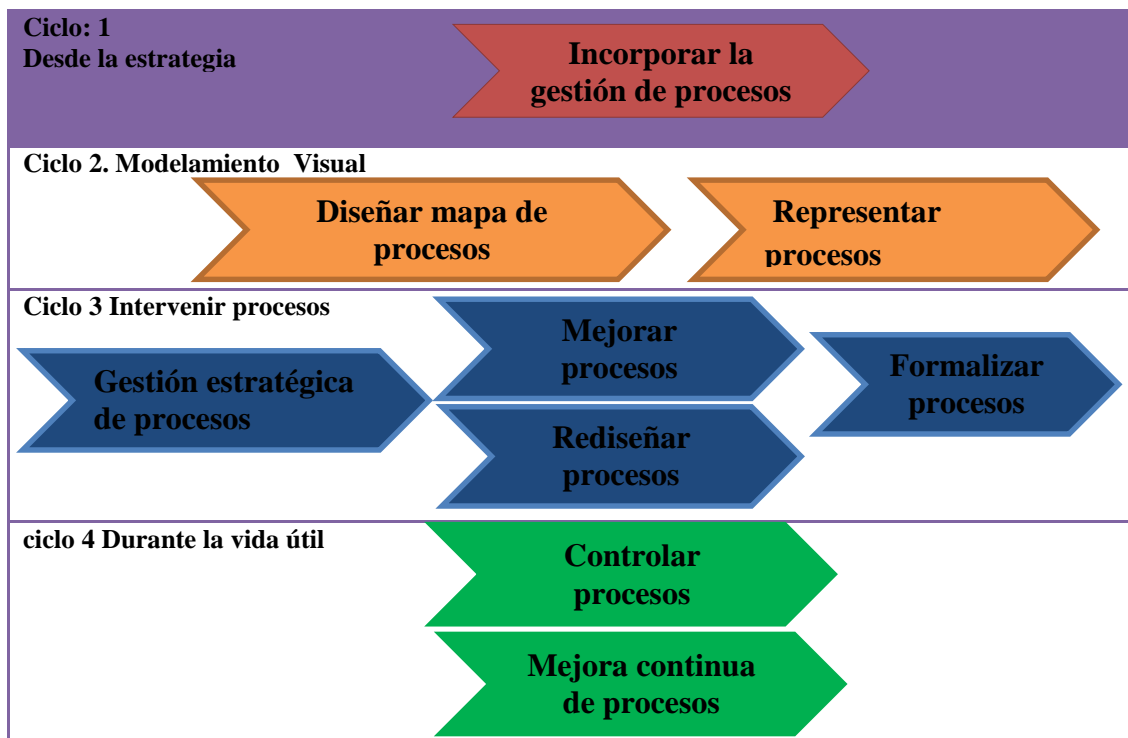 Ciclo: 1
Desde la estrategia
Incorporar la
gestión de procesos
Ciclo 2. Modelamiento Visual
Diseñar mapa de
procesos
Representar
procesos
Ciclo 3 Intervenir procesos
Gestión estratégica
de procesos
Mejorar
procesos
Rediseñar
procesos
Formalizar
procesos
ciclo 4 Durante la vida útil
Controlar
procesos
Mejora continua
de procesos